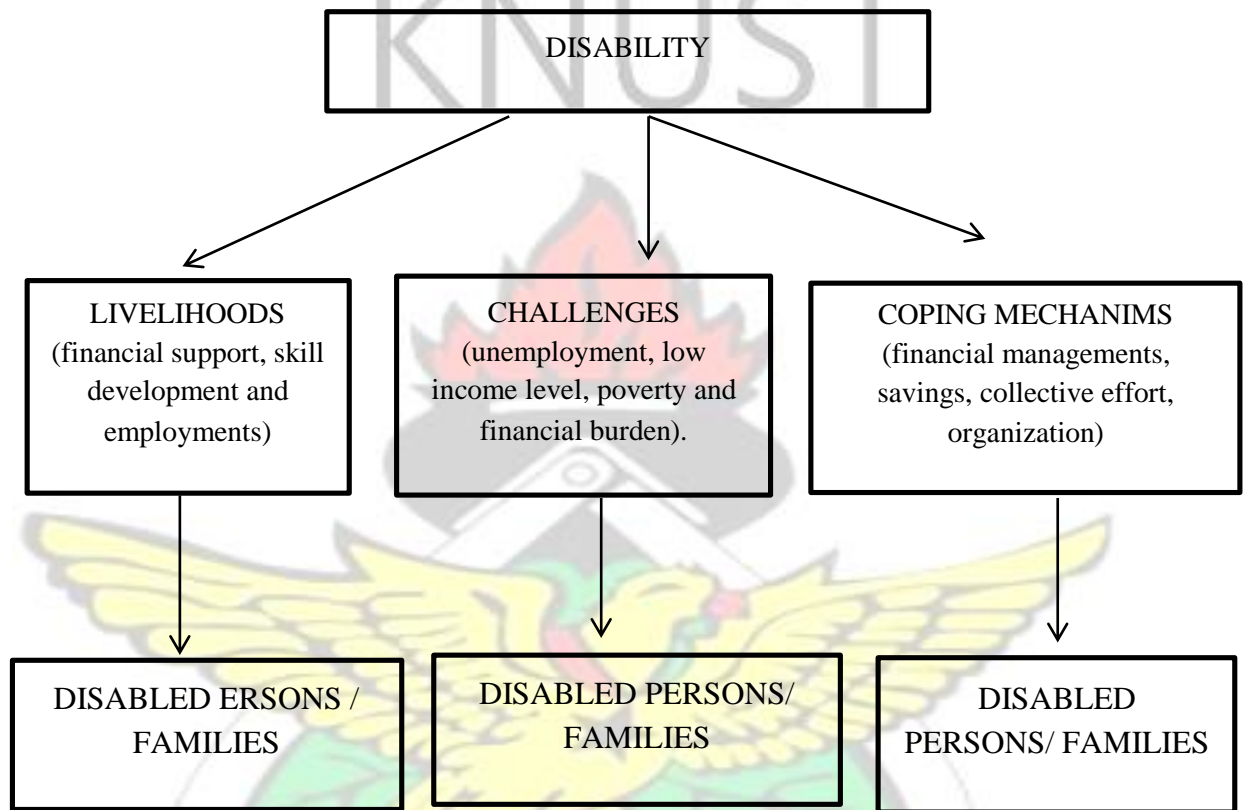 KNUST
DISABILITY
LIVELIHOODS
(financial support, skill
development and
employments)
CHALLENGES
(unemployment, low
income level, poverty and
financial burden).
COPING MECHANIMS
(financial managements,
savings, collective effort,
organization)
DISABLED ERSONS /
FAMILIES
DISABLED PERSONS/
FAMILIES
DISABLED
PERSONS/ FAMILIES